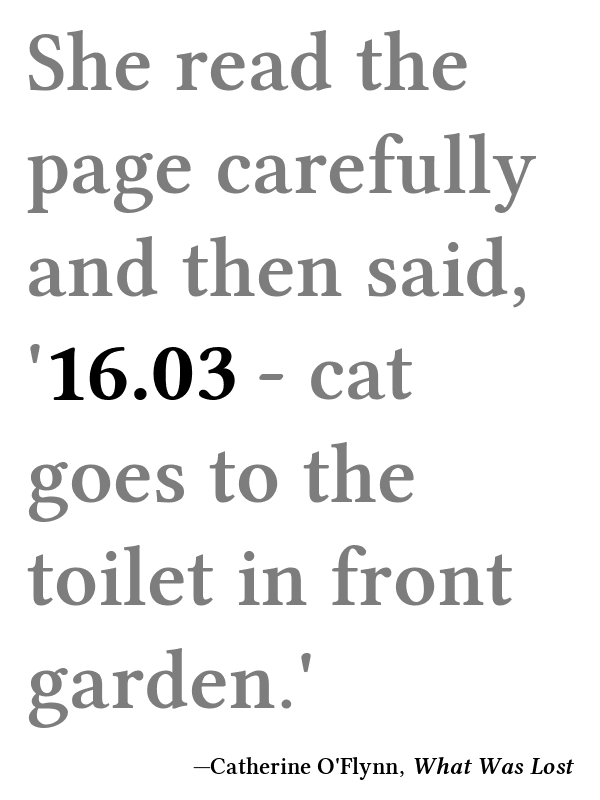 She read the
page carefully
and then said,
'16.03 - cat
goes to the
toilet in front
garden.'
—Catherine O'Flynn, What Was Lost